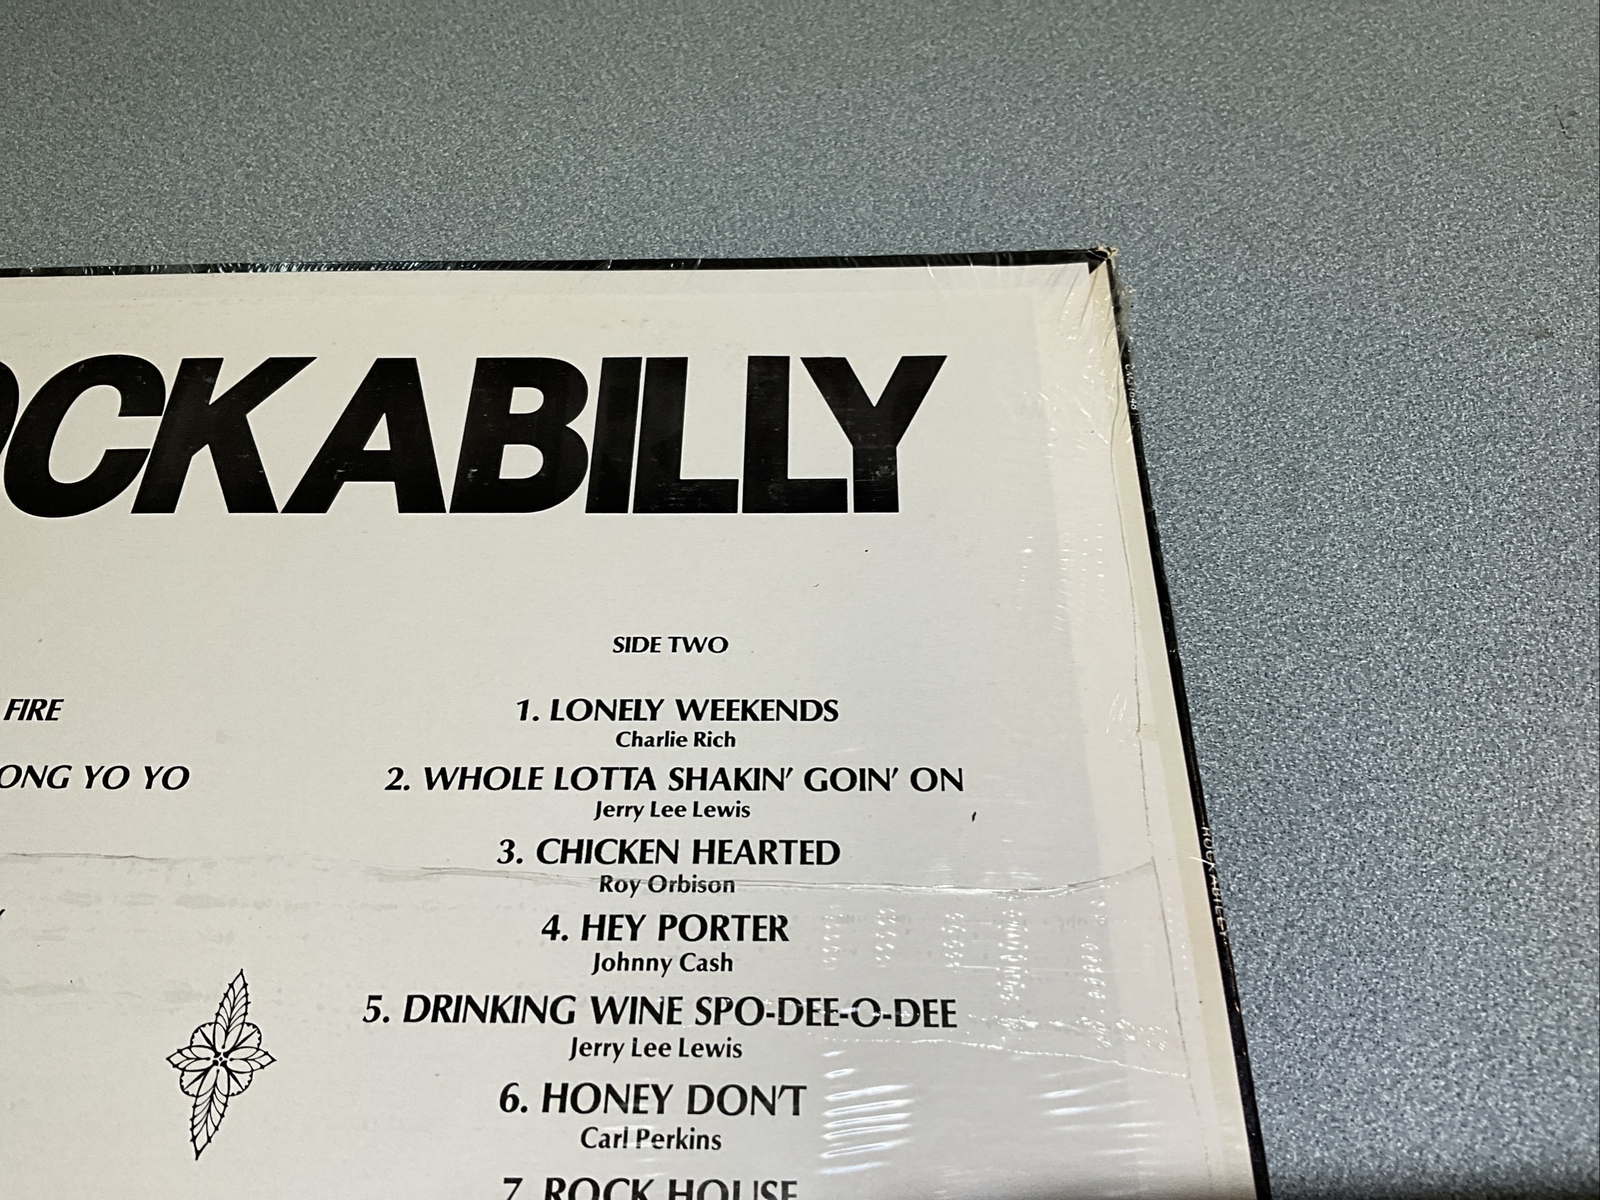 OCKABILLY
SIDE TWO
FIRE
1. LONELY WEEKENDS
Charlie Rich
ONG YO YO
2. WHOLE LOTTA SHAKIN' GOIN' ON
Jerry Lee Lewis
3. CHICKEN HEARTED
Roy Orbison
4. HEY PORTER
Johnny Cash
5. DRINKING WINE SPO-DEE-O-DEE
Jerry Lee Lewis
6. HONEY DON'T
Carl Perkins
7. ROCK HOUSE
ROCKABILLY